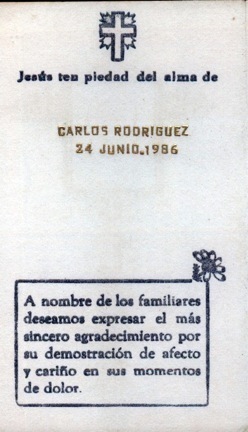 Jesús ten piedad del alma de
CARLOS RODRIGUEZ
24 JUNIO.1986
A nombre de los familiares
deseamos expresar el más
sincero agradecimiento por
su demostración de afecto
y cariño en sus momentos
de dolor.